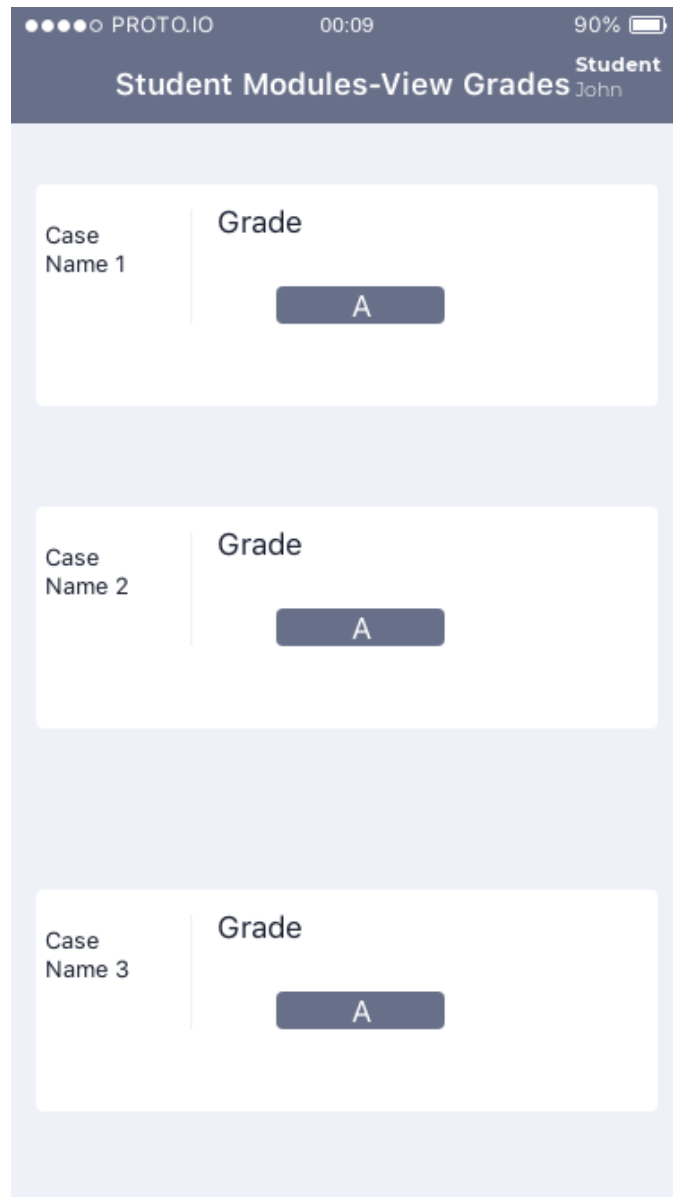 PROTO.IO 00:09 90%
Student Modules-View Grades
Student
John
Case
Name 1
Grade
A
Case
Name 2
Grade
A
Case
Name 3
Grade
A